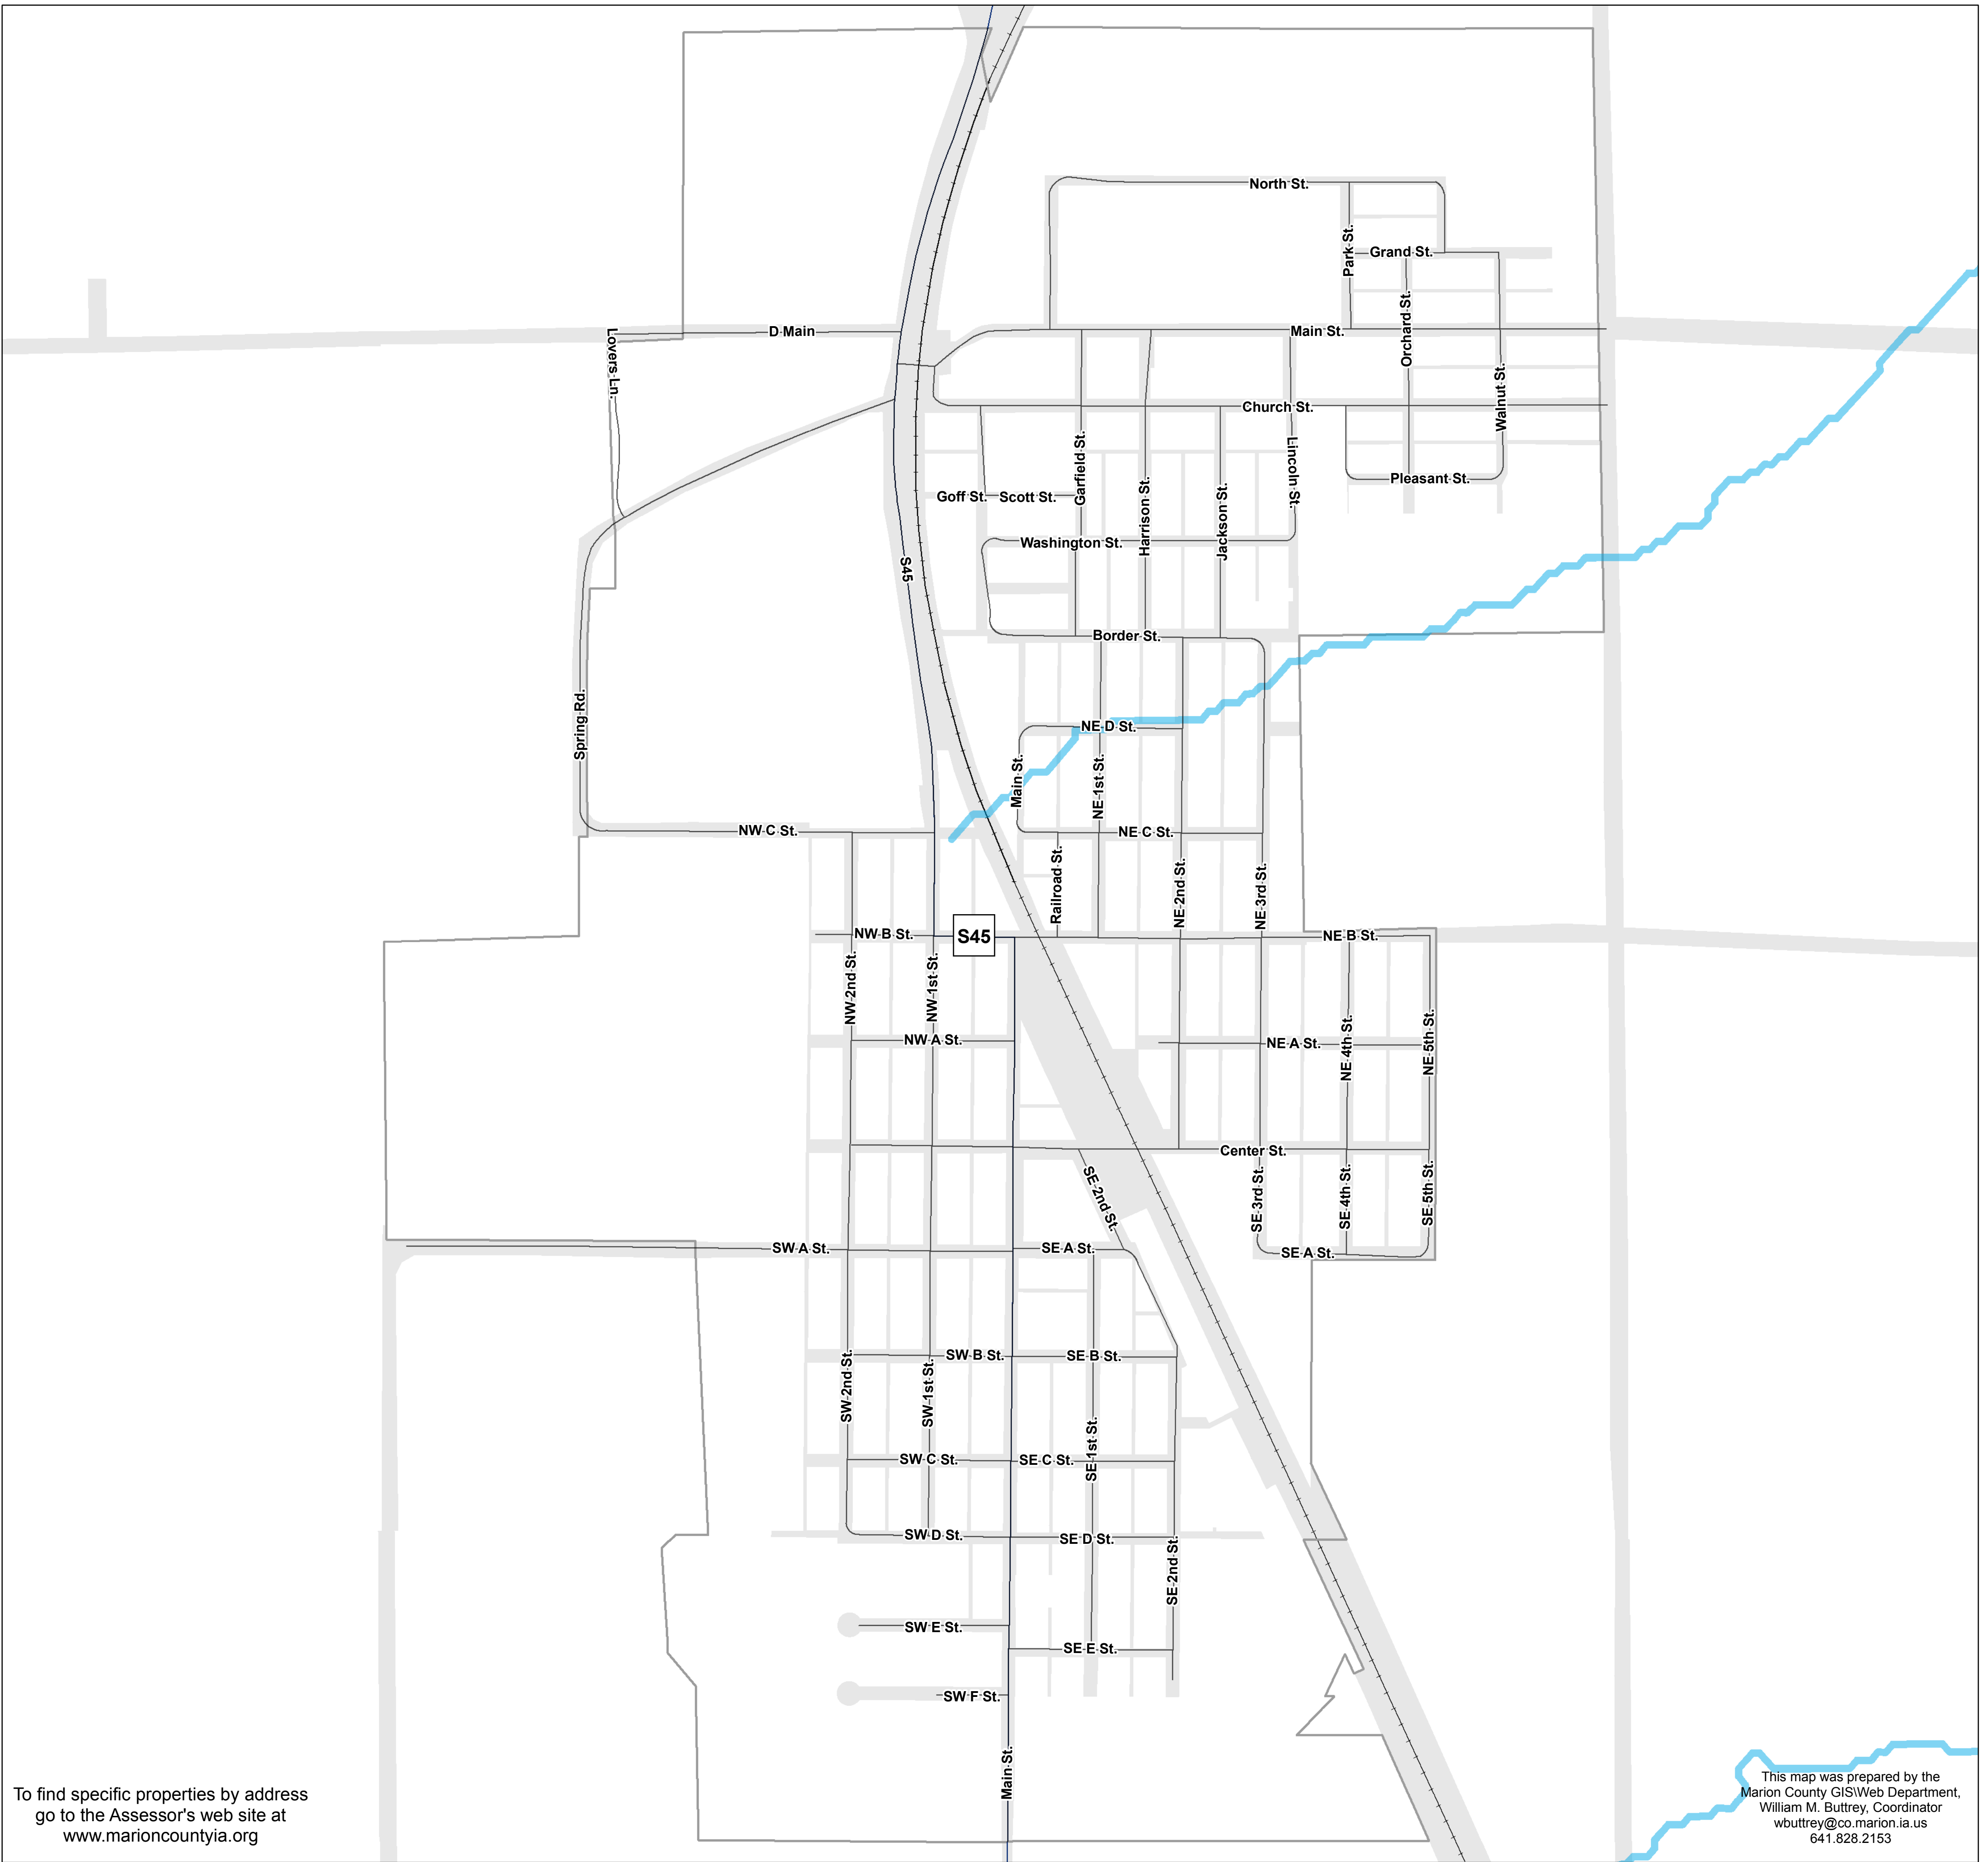 North St.
Park St.
Grand St.
Orchard St.
D Main
Main St.
Lovers Ln.
Walnut St.
Church St.
Lincoln St.
Garfield St.
Pleasant St.
Goff St.
Scott St.
Harrison St.
Jackson St.
Washington St.
S45
Border St.
Spring Rd.
NE D St.
Main St.
NE 1st St.
NW C St.
NE C St.
Railroad St.
NE 2nd St.
NE 3rd St.
NW B St.
S45
NE B St.
NW 2nd St.
NW 1st St.
NW A St.
NE A St.
NE 4th St.
NE 5th St.
Center St.
SE 2nd St.
SE 3rd St.
SE 4th St.
SE 5th St.
SW A St.
SE A St.
SE A St.
SW B St.
SE B St.
SW 2nd St.
SW 1st St.
SE 1st St.
SW C St.
SE C St.
SW D St.
SE D St.
SE 2nd St.
SW E St.
SE E St.
SW F St.
Main St.
To find specific properties by address
go to the Assessor's web site at
www.marioncountyia.org
This map was prepared by the
Marion County GIS\Web Department,
William M. Buttrey, Coordinator
wbuttrey@co.marion.ia.us
641.828.2153